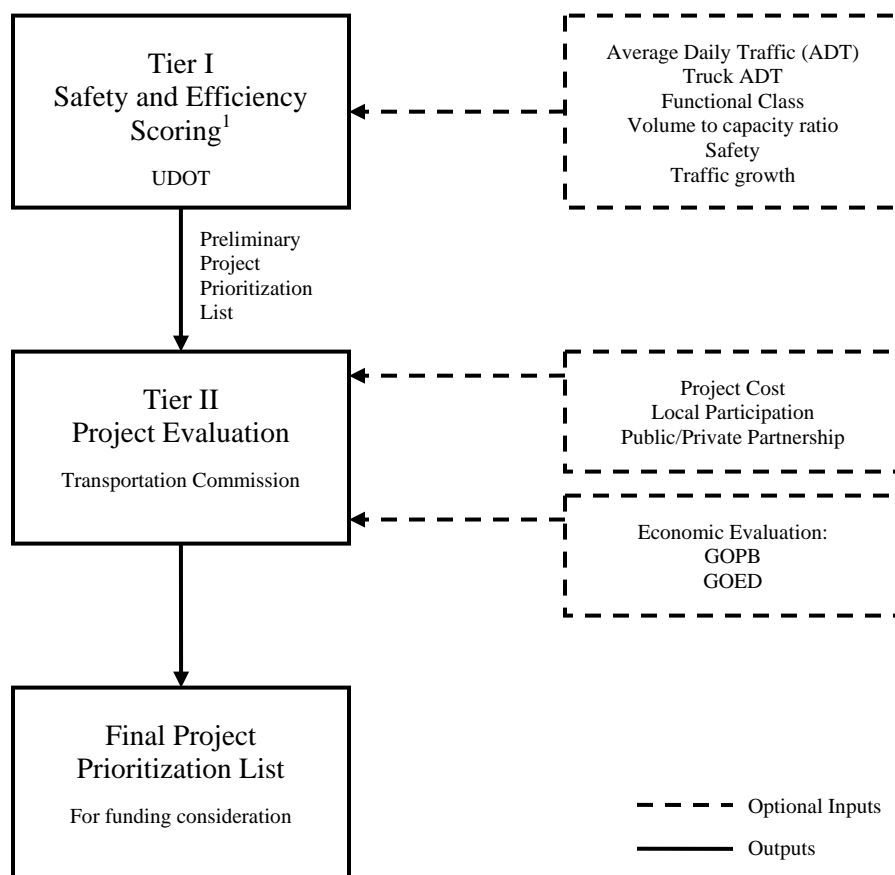 Tier I
Safety and Efficiency
Scoring1
UDOT
Average Daily Traffic (ADT)
Truck ADT
Functional Class
Volume to capacity ratio
Safety
Traffic growth
Preliminary
Project
Prioritization
List
Tier II
Project Evaluation
Transportation Commission
Project Cost
Local Participation
Public/Private Partnership
Economic Evaluation:
GOPB
GOED
Final Project
Prioritization List
For funding consideration
Optional Inputs
Outputs